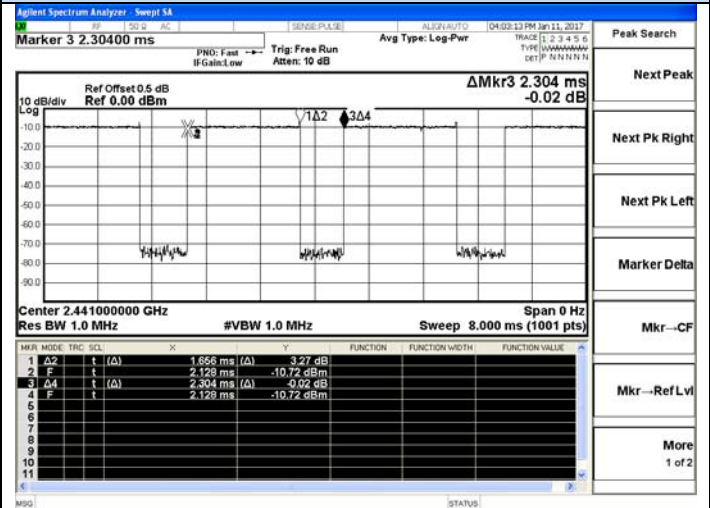 Agilent Spectrum Analyzer - Swept SA
RF 50 Ω AC SENSE:PULSE ALIGN AUTO 04:03:13 PM Jan 11, 2017
Marker 3 2.30400 ms
PNO: Fast
IFGain:Low
Trig: Free Run
Atten: 10 dB
Avg Type: Log-Pwr
TRACE 1 2 3 4 5 6
TYPE WWWWWWW
DET P N N N N N
Peak Search
Next Peak
Next Pk Right
Next Pk Left
Marker Delta
Mkr→CF
Mkr→Ref Lvl
More
1 of 2
Ref Offset 0.5 dB
10 dB/div Ref 0.00 dBm
ΔMkr3 2.304 ms
-0.02 dB
Log
1Δ2 3Δ4
-10.0
-20.0
-30.0
-40.0
-50.0
-60.0
-70.0
-80.0
-90.0
Center 2.441000000 GHz Span 0 Hz
Res BW 1.0 MHz #VBW 1.0 MHz Sweep 8.000 ms (1001 pts)
MKR MODE TRC SCL X Y FUNCTION FUNCTION WIDTH FUNCTION VALUE
1 Δ2 t (Δ) 1.656 ms (Δ) 3.27 dB
2 F t 2.128 ms -10.72 dBm
3 Δ4 t (Δ) 2.304 ms (Δ) -0.02 dB
4 F t 2.128 ms -10.72 dBm
5
6
7
8
9
10
11
MSG STATUS